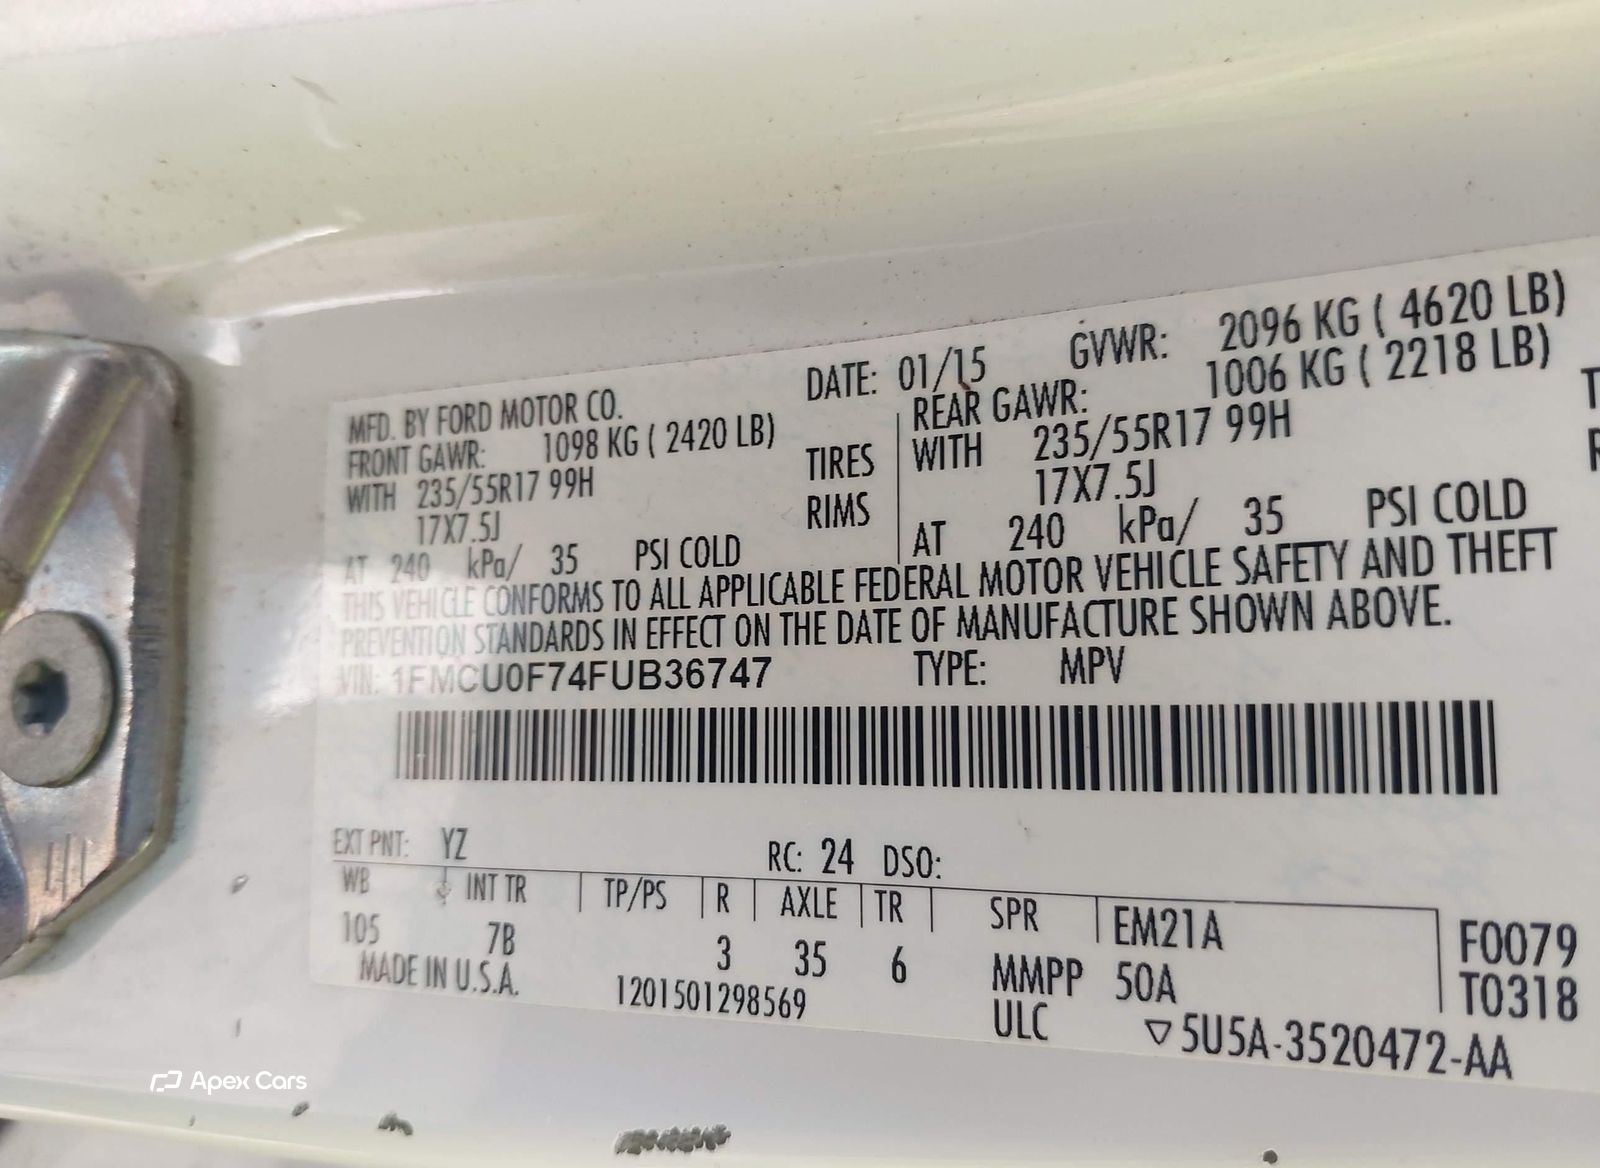 MFD. BY FORD MOTOR CO. DATE: 01/15 GVWR: 2096 KG ( 4620 LB)
FRONT GAWR: 1098 KG ( 2420 LB) REAR GAWR: 1006 KG ( 2218 LB)
WITH 235/55R17 99H TIRES WITH 235/55R17 99H
17X7.5J RIMS 17X7.5J
AT 240 kPa/ 35 PSI COLD AT 240 kPa/ 35 PSI COLD
THIS VEHICLE CONFORMS TO ALL APPLICABLE FEDERAL MOTOR VEHICLE SAFETY AND THEFT
PREVENTION STANDARDS IN EFFECT ON THE DATE OF MANUFACTURE SHOWN ABOVE.
VIN: 1FMCU0F74FUB36747 TYPE: MPV
EXT PNT: YZ RC: 24 DSO:
WB INT TR TP/PS R AXLE TR SPR EM21A F0079
105 7B 3 35 6 MMPP 50A T0318
MADE IN U.S.A. 1201501298569 ULC ▽5U5A-3520472-AA
Apex Cars